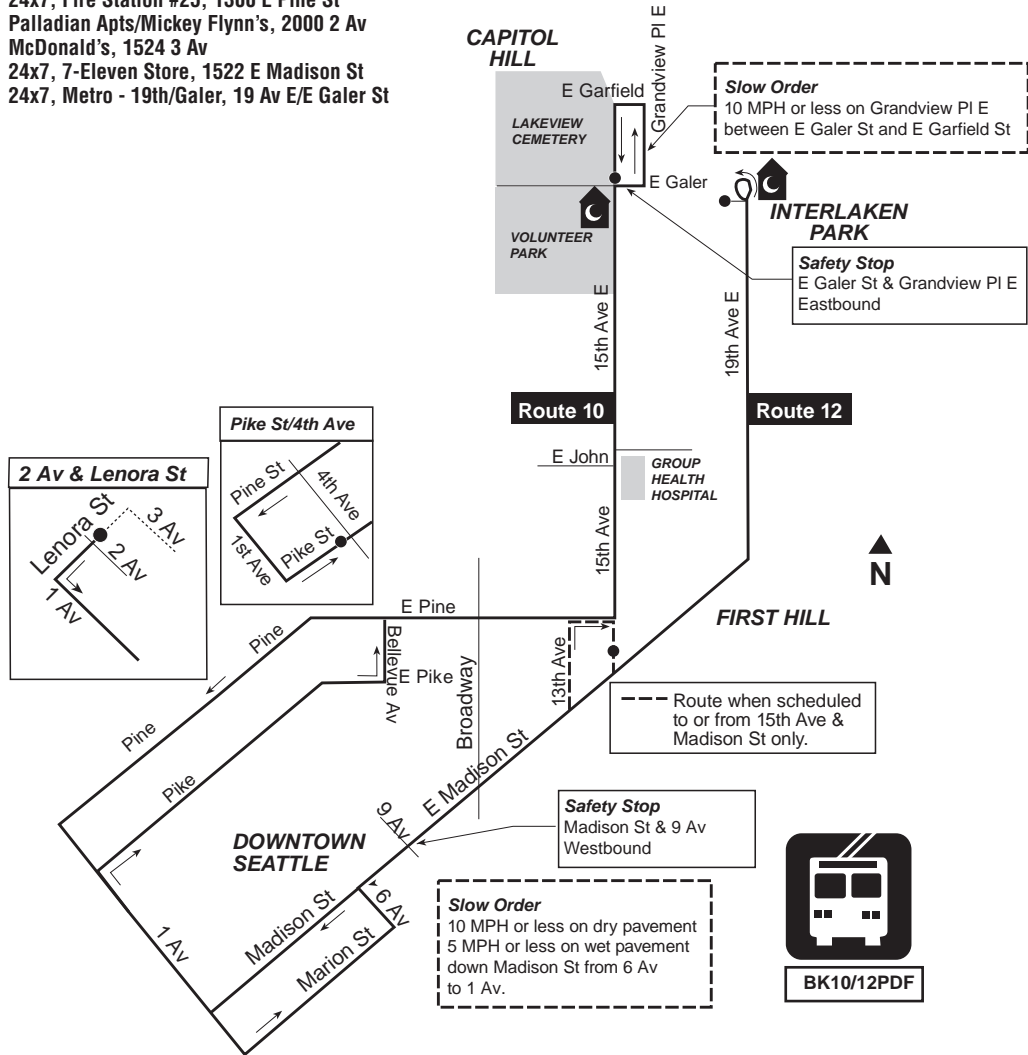 24x7, Fire Station #25, 1300 E Pine St
Palladian Apts/Mickey Flynn's, 2000 2 Av
McDonald's, 1524 3 Av
24x7, 7-Eleven Store, 1522 E Madison St
24x7, Metro - 19th/Galer, 19 Av E/E Galer St
CAPITOL
HILL
E Garfield
Grandview Pl E
LAKEVIEW
CEMETERY
E Galer
Slow Order
10 MPH or less on Grandview Pl E
between E Galer St and E Garfield St
INTERLAKEN
PARK
VOLUNTEER
PARK
Safety Stop
E Galer St & Grandview Pl E
Eastbound
15th Ave E
19th Ave E
Route 10
Route 12
E John
GROUP
HEALTH
HOSPITAL
15th Ave
2 Av & Lenora St
Lenora St
3 Av
2 Av
1 Av
Pike St/4th Ave
Pine St
4th Ave
1st Ave
Pike St
N
FIRST HILL
E Pine
Pine
Bellevue Av
E Pike
Broadway
13th Ave
Route when scheduled
to or from 15th Ave &
Madison St only.
Pine
Pike
E Madison St
9 Av
Safety Stop
Madison St & 9 Av
Westbound
DOWNTOWN
SEATTLE
1 Av
Madison St
6 Av
Marion St
Slow Order
10 MPH or less on dry pavement
5 MPH or less on wet pavement
down Madison St from 6 Av
to 1 Av.
BK10/12PDF